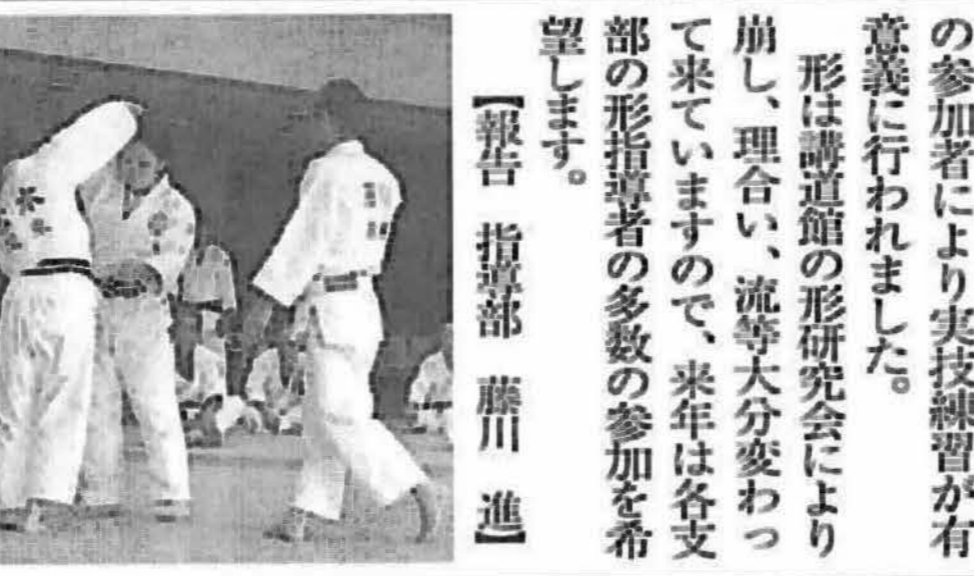 の参加者により実技練習が有
意義に行われました。
形は講道館の形研究会により
崩し、理合い、流等大分変わっ
て来ていますので、来年は各支
部の形指導者の多数の参加を希
望します。
【報告 指導部 藤川 進】